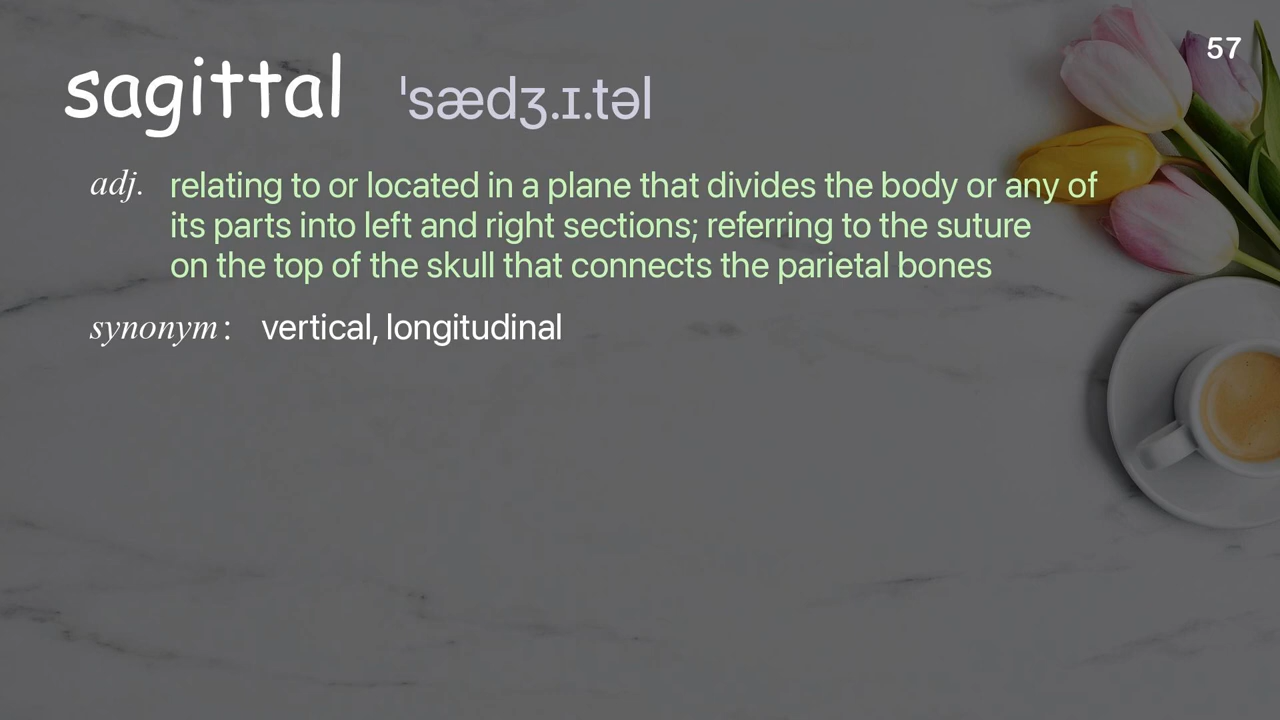 57
sagittal ˈsædʒ.ɪ.təl
adj. relating to or located in a plane that divides the body or any of
its parts into left and right sections; referring to the suture
on the top of the skull that connects the parietal bones
synonym: vertical, longitudinal